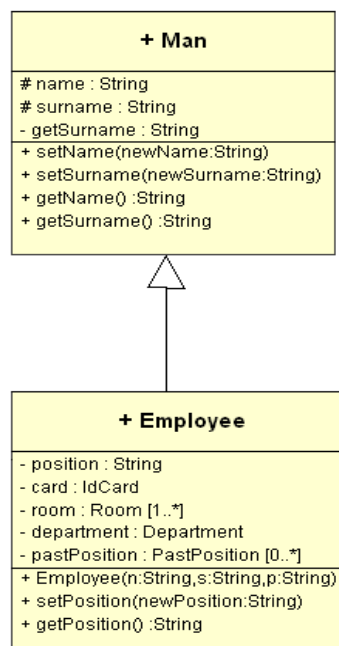 + Man
# name : String
# surname : String
- getSurname : String
+ setName(newName:String)
+ setSurname(newSurname:String)
+ getName() :String
+ getSurname() :String
+ Employee
- position : String
- card : IdCard
- room : Room [1..*]
- department : Department
- pastPosition : PastPosition [0..*]
+ Employee(n:String,s:String,p:String)
+ setPosition(newPosition:String)
+ getPosition() :String